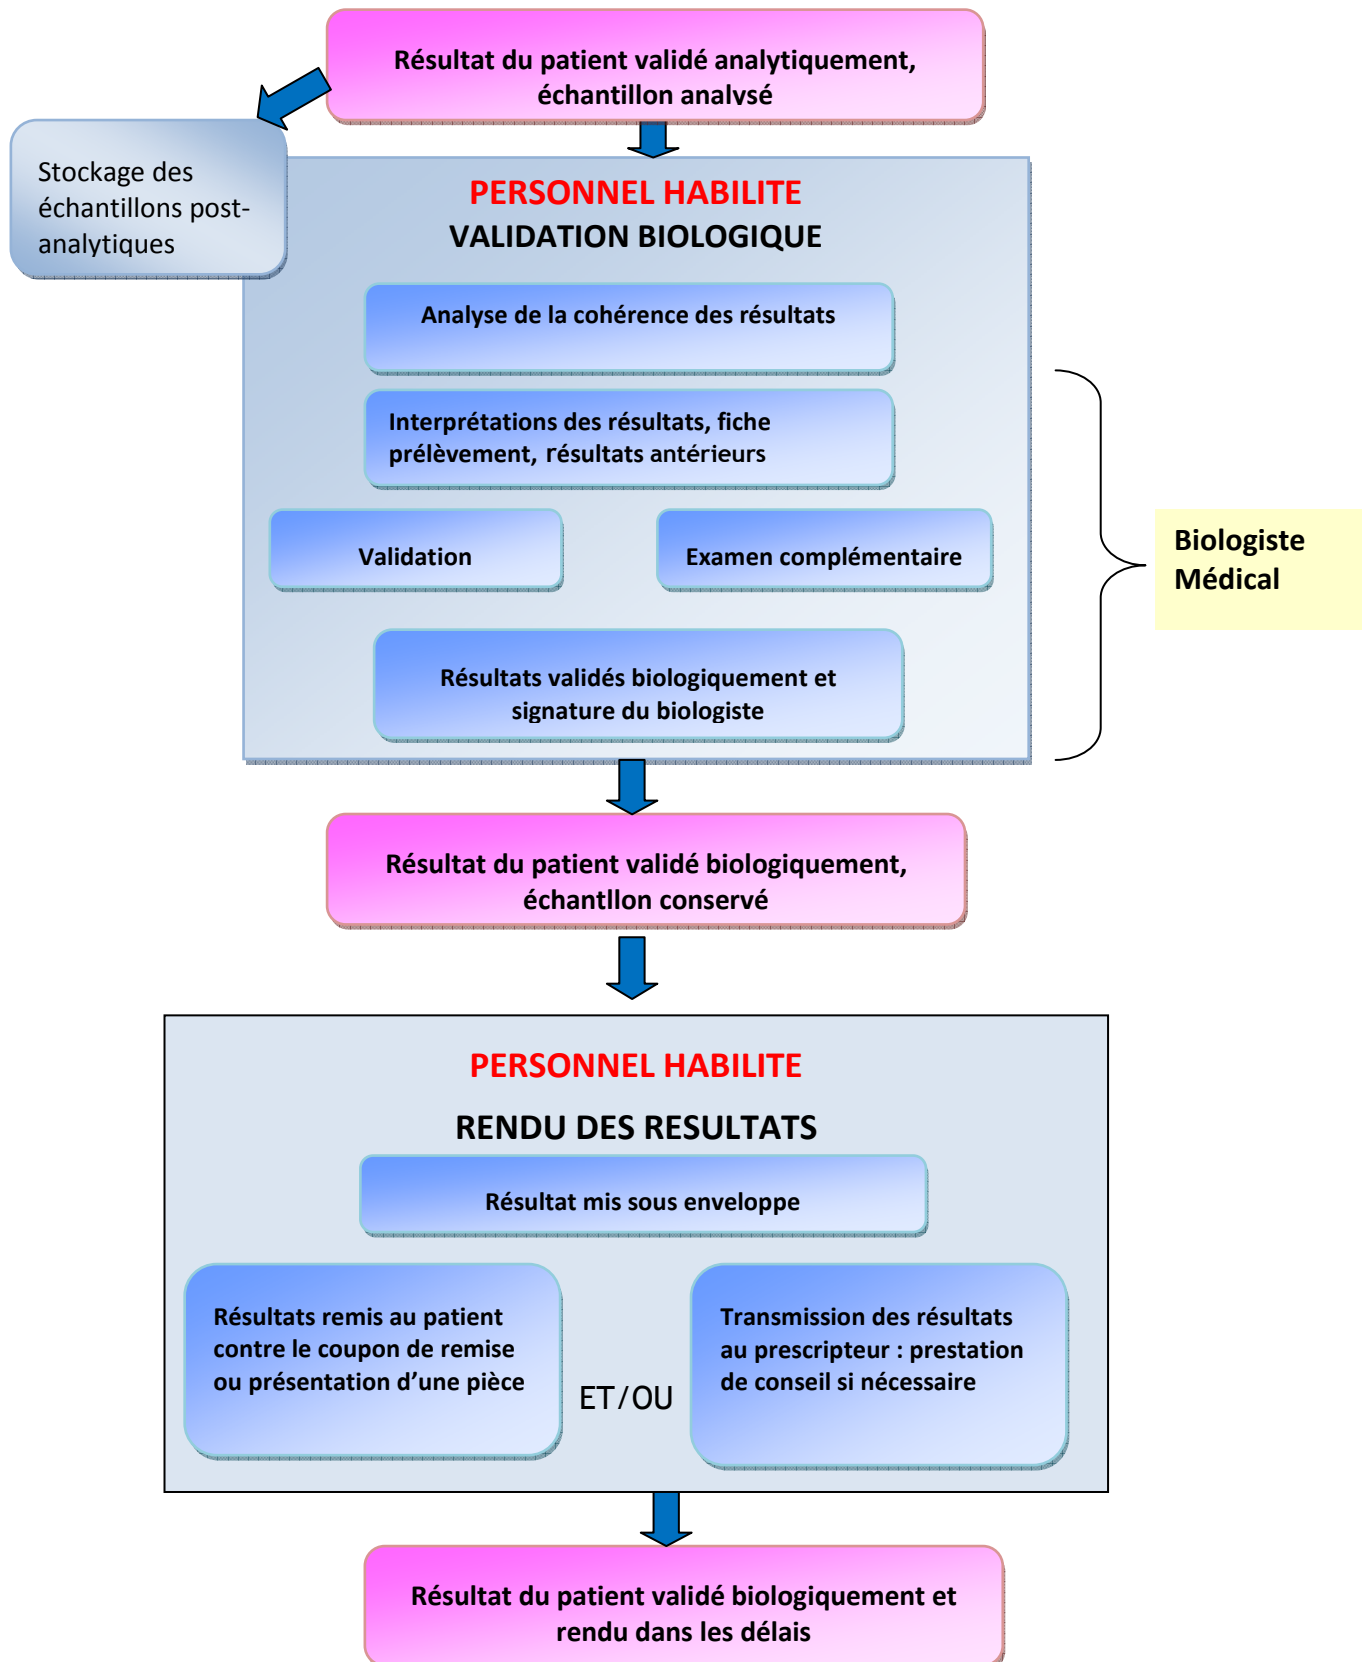 Résultat du patient validé analytiquement,
échantillon analysé
Stockage des
échantillons post-
analytiques
PERSONNEL HABILITE
VALIDATION BIOLOGIQUE
Analyse de la cohérence des résultats
Interprétations des résultats, fiche
prélèvement, résultats antérieurs
Validation
Examen complémentaire
Biologiste
Médical
Résultats validés biologiquement et
signature du biologiste
Résultat du patient validé biologiquement,
échantllon conservé
PERSONNEL HABILITE
RENDU DES RESULTATS
Résultat mis sous enveloppe
Résultats remis au patient
contre le coupon de remise
ou présentation d’une pièce
ET/OU
Transmission des résultats
au prescripteur : prestation
de conseil si nécessaire
Résultat du patient validé biologiquement et
rendu dans les délais